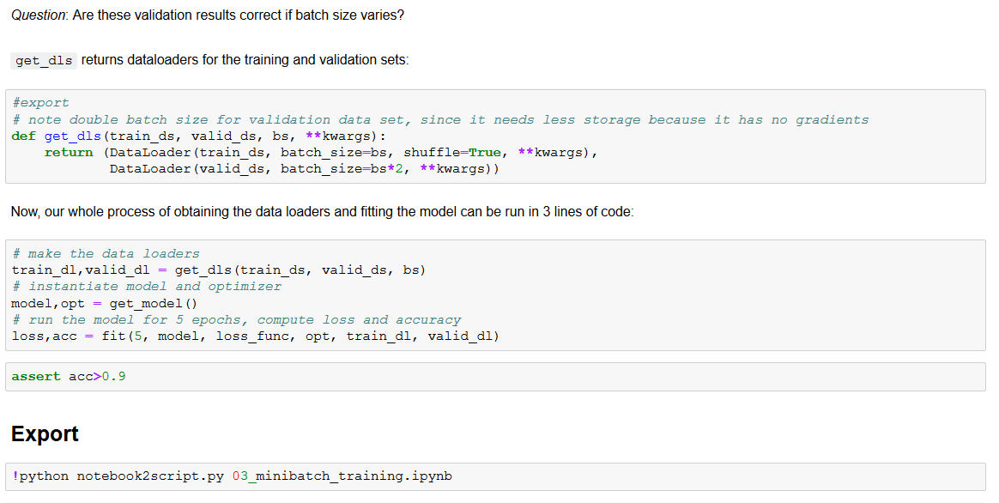 Question: Are these validation results correct if batch size varies?
get_dls returns dataloaders for the training and validation sets:
#export
# note double batch size for validation data set, since it needs less storage because it has no gradients
def get_dls(train_ds, valid_ds, bs, **kwargs):
    return (DataLoader(train_ds, batch_size=bs, shuffle=True, **kwargs),
            DataLoader(valid_ds, batch_size=bs*2, **kwargs))
Now, our whole process of obtaining the data loaders and fitting the model can be run in 3 lines of code:
# make the data loaders
train_dl,valid_dl = get_dls(train_ds, valid_ds, bs)
# instantiate model and optimizer
model,opt = get_model()
# run the model for 5 epochs, compute loss and accuracy
loss,acc = fit(5, model, loss_func, opt, train_dl, valid_dl)
assert acc>0.9
Export
!python notebook2script.py 03_minibatch_training.ipynb